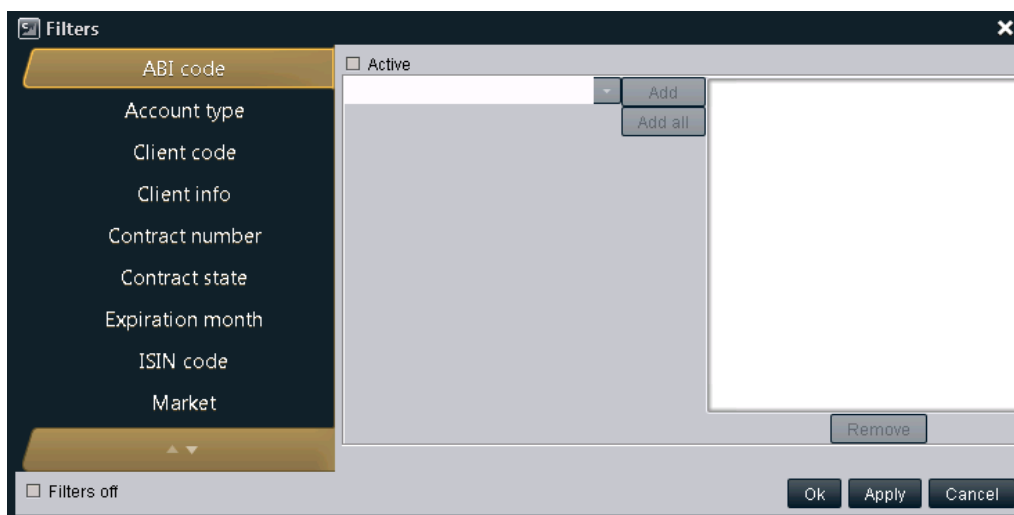 Filters
ABI code
Account type
Client code
Client info
Contract number
Contract state
Expiration month
ISIN code
Market
Active
Add
Add all
Remove
Filters off
Ok
Apply
Cancel